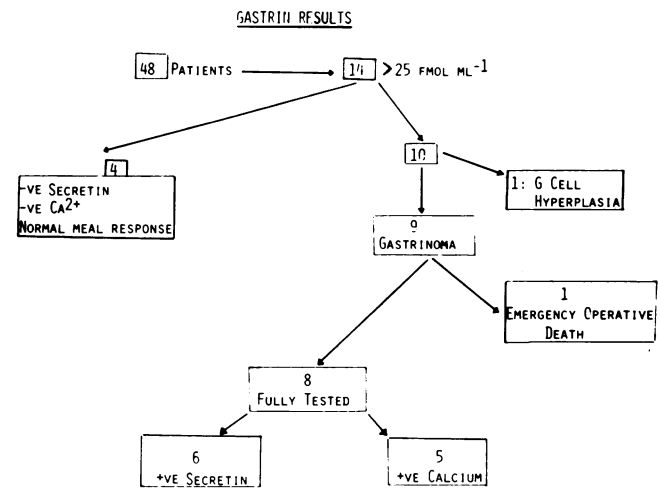 GASTRIN RESULTS
48 PATIENTS
14 >25 FMOL ML-1
4
-VE SECRETIN
-VE CA2+
NORMAL MEAL RESPONSE
10
1: G CELL
HYPERPLASIA
9
GASTRINOMA
1
EMERGENCY OPERATIVE
DEATH
8
FULLY TESTED
6
+VE SECRETIN
5
+VE CALCIUM